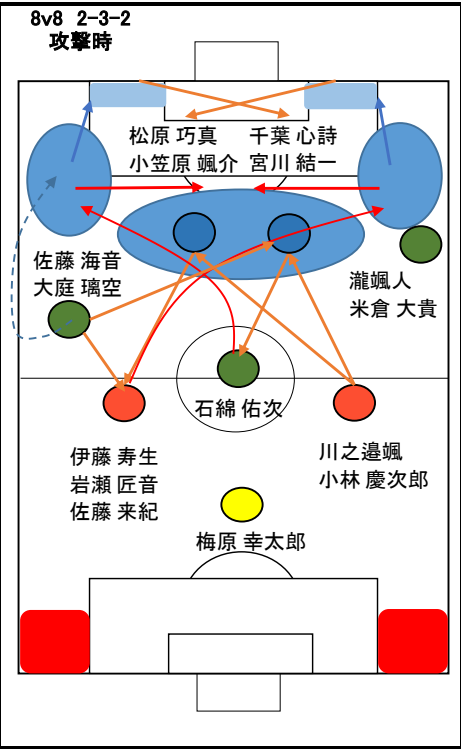 8v8 2-3-2
攻撃時
松原 巧真
小笠原 颯介
千葉 心詩
宮川 結一
佐藤 海音
大庭 璃空
瀧颯人
米倉 大貴
石綿 佑次
伊藤 寿生
岩瀬 匠音
佐藤 来紀
川之邉颯
小林 慶次郎
梅原 幸太郎